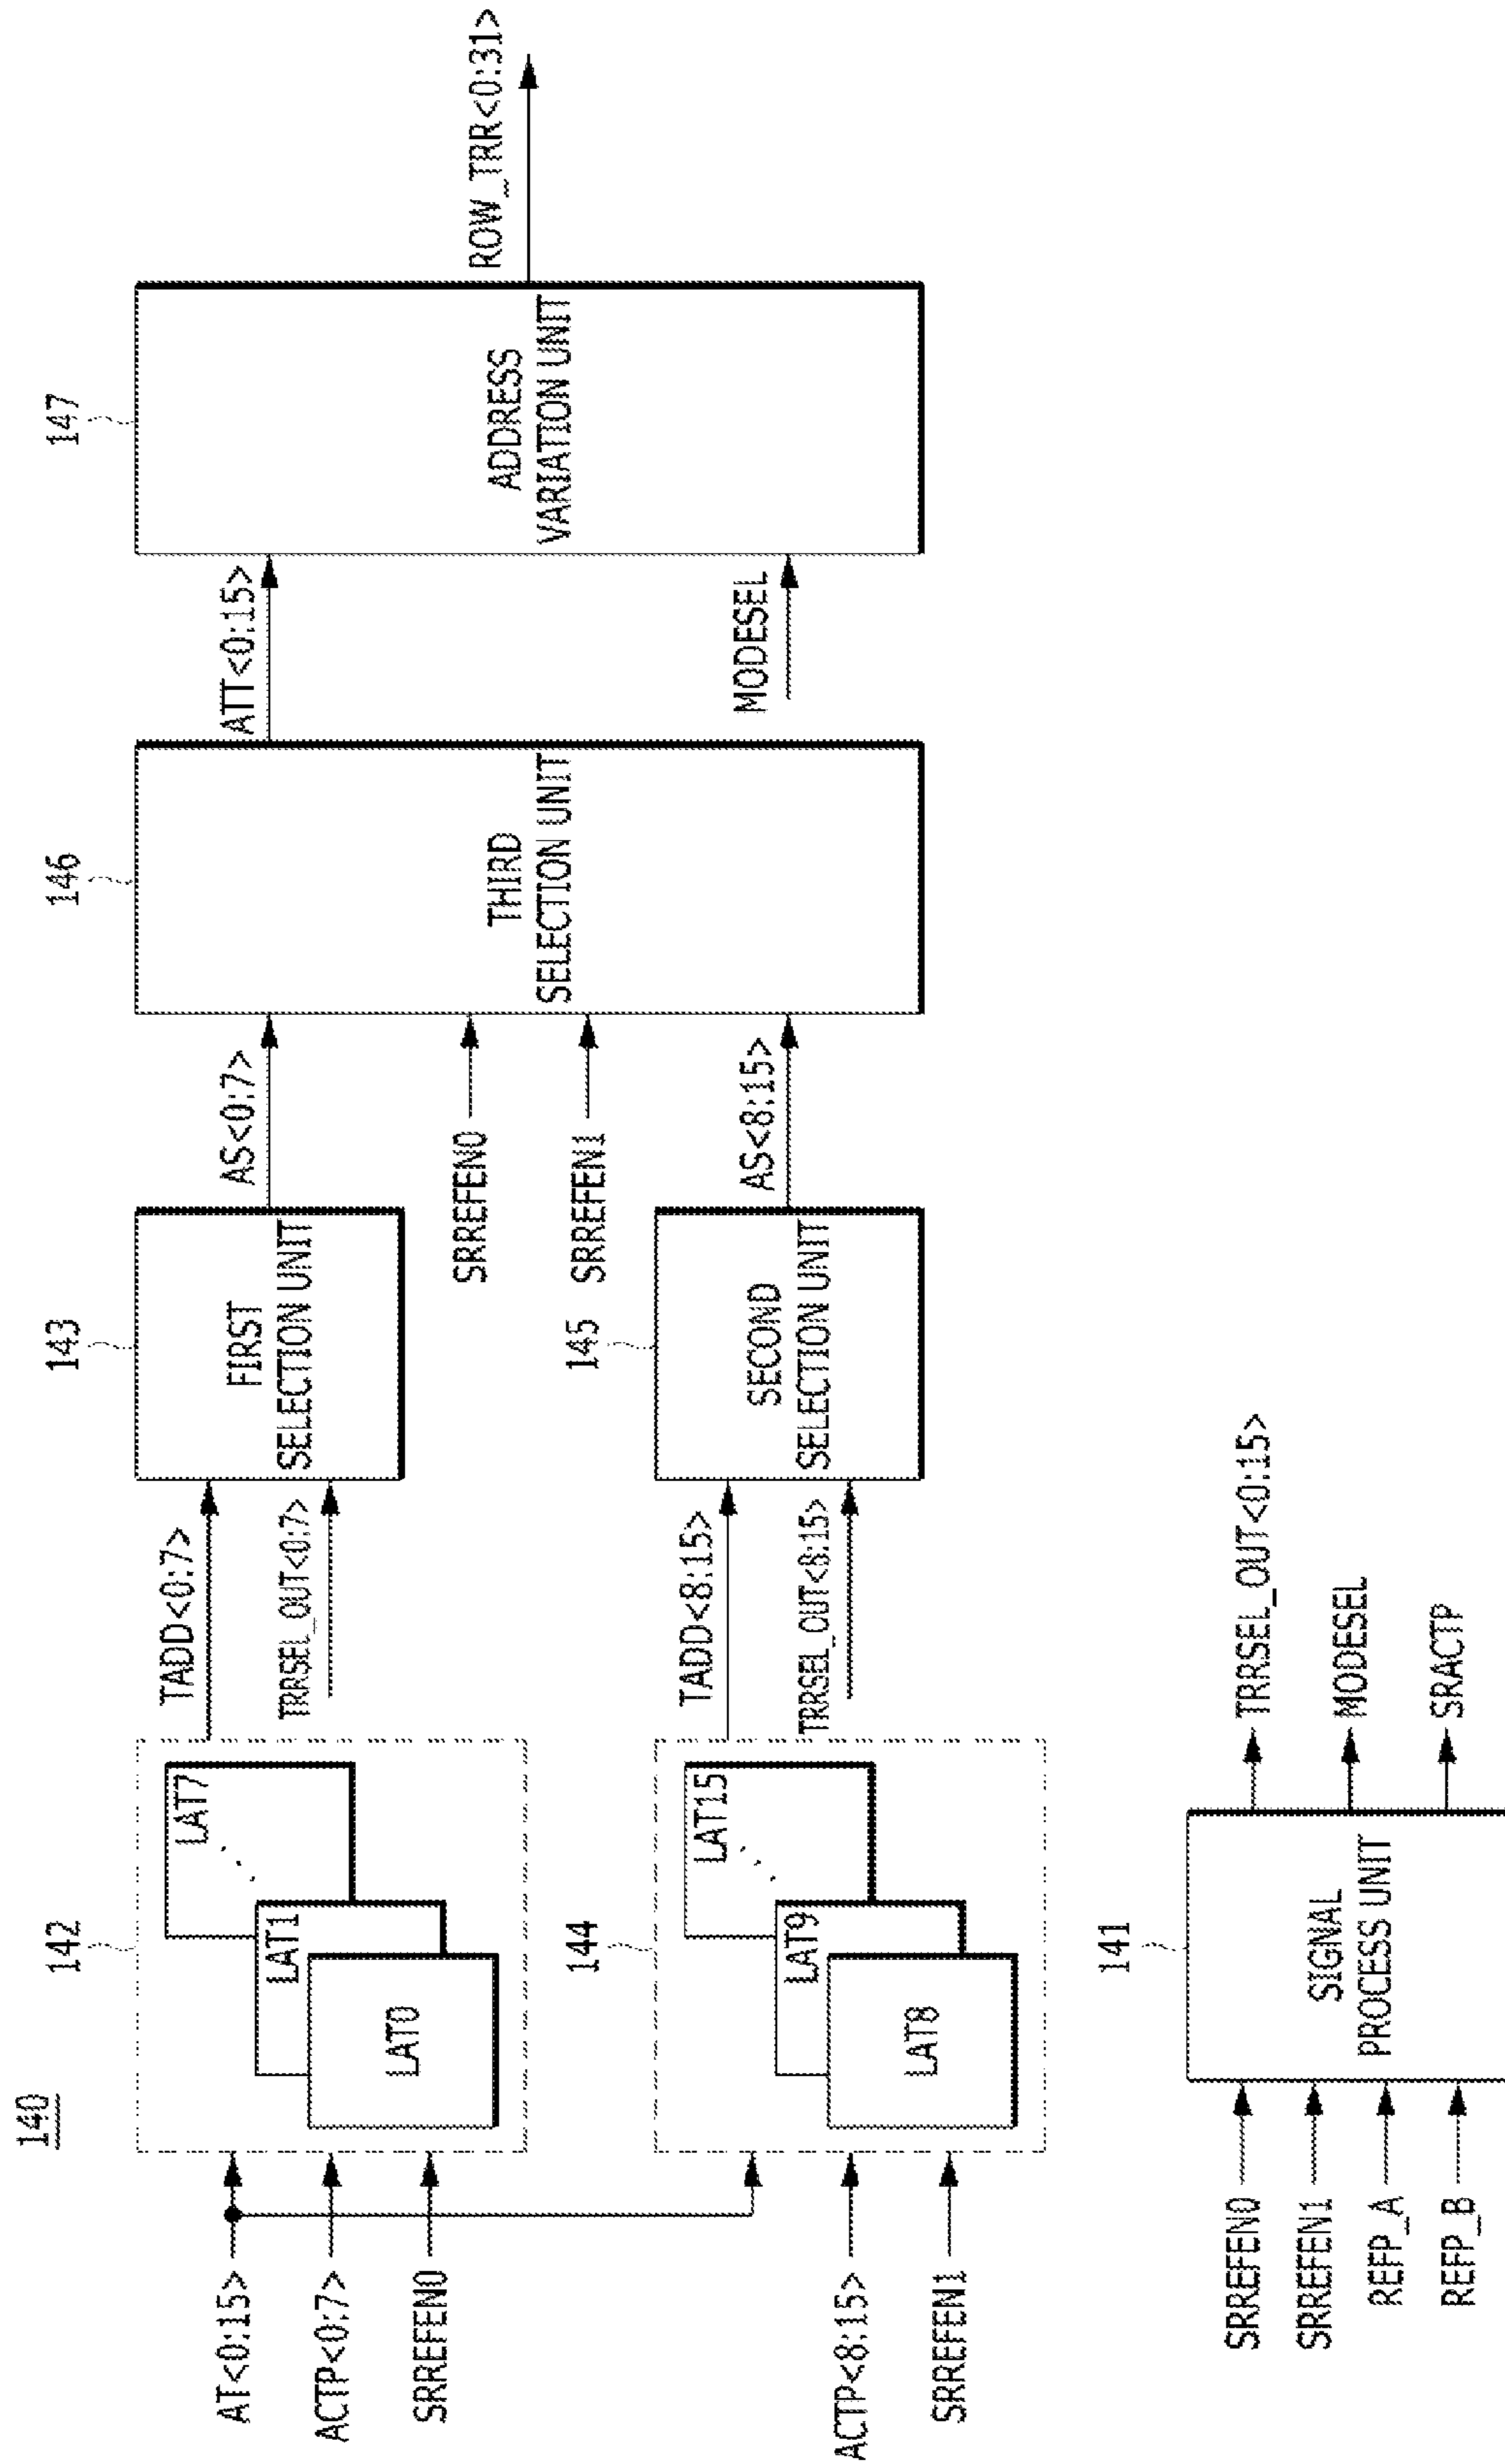 140
142
143
146
147
AT<0:15>
ACTP<0:7>
SRREFEN0
LAT0
LAT1
LAT7
TADD<0:7>
TRRSEL_OUT<0:7>
FIRST
SELECTION UNIT
AS<0:7>
SRREFEN0
SRREFEN1
AS<8:15>
THIRD
SELECTION UNIT
ATT<0:15>
MODESEL
ADDRESS
VARIATION UNIT
ROW_TRR<0:31>
144
145
ACTP<8:15>
SRREFEN1
LAT8
LAT9
LAT15
TADD<8:15>
TRRSEL_OUT<8:15>
SECOND
SELECTION UNIT
141
SRREFEN0
SRREFEN1
REFP_A
REFP_B
SIGNAL
PROCESS UNIT
TRRSEL_OUT<0:15>
MODESEL
SRACTP